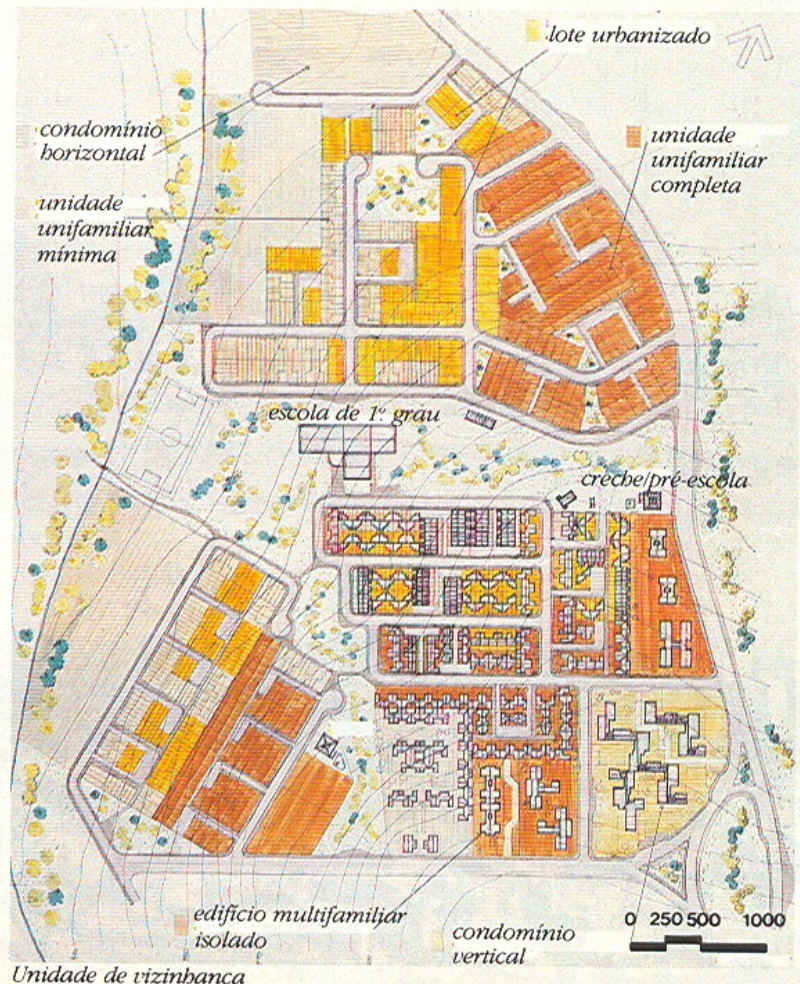 lote urbanizado
condomínio
horizontal
unidade
unifamiliar
completa
unidade
unifamiliar
mínima
escola de 1º grau
creche/pré-escola
edifício multifamiliar
isolado
condomínio
vertical
0 250 500 1000
Unidade de vizinhança